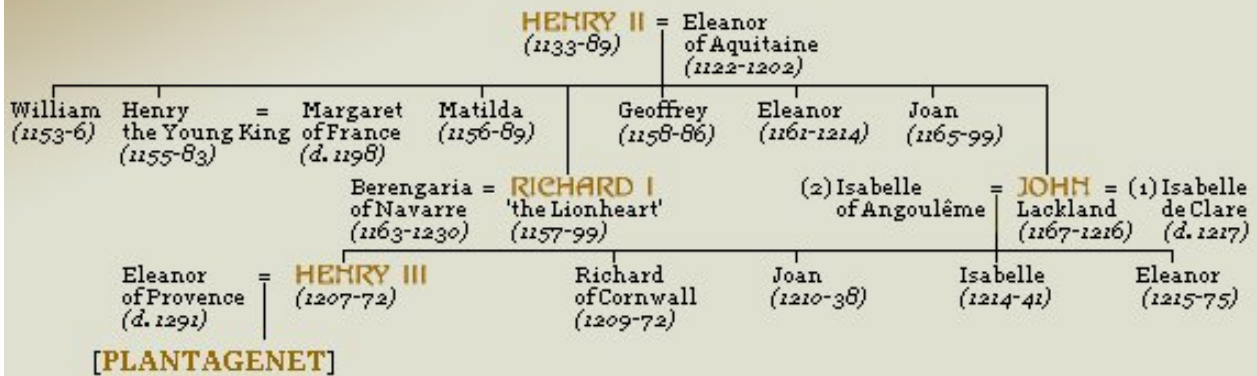 HENRY II = Eleanor
(1133-89) of Aquitaine
(1122-1202)
William Henry = Margaret Matilda Geoffrey Eleanor Joan
(1153-6) the Young King of France (1156-89) (1158-86) (1161-1214) (1165-99)
(1155-83) (d. 1198)
Berengaria = RICHARD I (2) Isabelle = JOHN = (1) Isabelle
of Navarre 'the Lionheart' of Angoulême Lackland de Clare
(1163-1230) (1157-99) (1167-1216) (d. 1217)
Eleanor = HENRY III Richard Joan Isabelle Eleanor
of Provence (1207-72) of Cornwall (1210-38) (1214-41) (1215-75)
(d. 1291) (1209-72)
[PLANTAGENET]